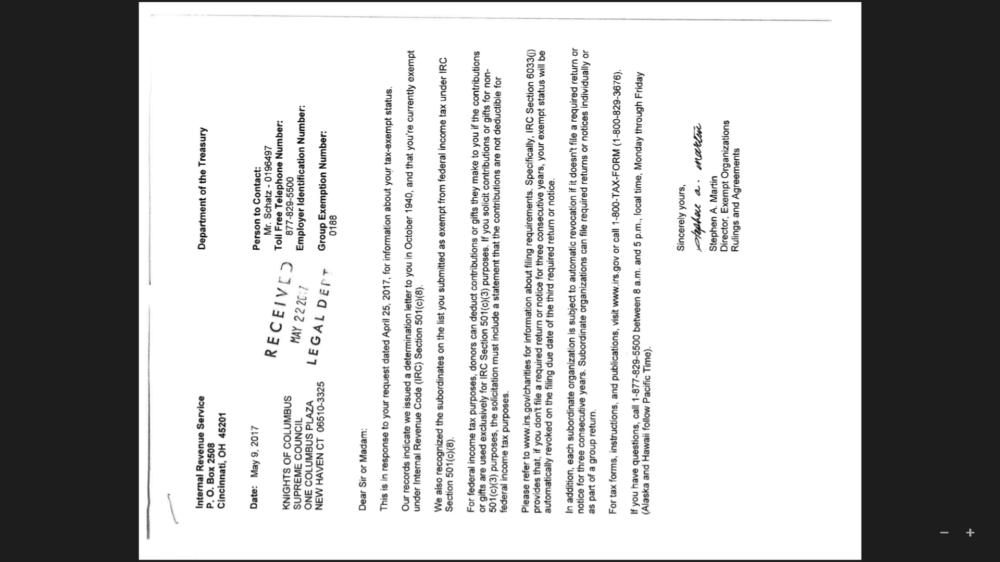 Internal Revenue Service
P. O. Box 2508
Cincinnati, OH 45201
Department of the Treasury
Date: May 9, 2017
KNIGHTS OF COLUMBUS
SUPREME COUNCIL
ONE COLUMBUS PLAZA
NEW HAVEN CT 06510-3325
RECEIVED
MAY 22 2017
LEGAL DEPT
Person to Contact:
Mr. Schatz - 0196497
Toll Free Telephone Number:
877-829-5500
Employer Identification Number:
Group Exemption Number:
0188
Dear Sir or Madam:
This is in response to your request dated April 25, 2017, for information about your tax-exempt status.
Our records indicate we issued a determination letter to you in October 1940, and that you're currently exempt
under Internal Revenue Code (IRC) Section 501(c)(8).
We also recognized the subordinates on the list you submitted as exempt from federal income tax under IRC
Section 501(c)(8).
For federal income tax purposes, donors can deduct contributions or gifts they make to you if the contributions
or gifts are used exclusively for IRC Section 501(c)(3) purposes. If you solicit contributions or gifts for non-
501(c)(3) purposes, the solicitation must include a statement that the contributions are not deductible for
federal income tax purposes.
Please refer to www.irs.gov/charities for information about filing requirements. Specifically, IRC Section 6033(j)
provides that, if you don't file a required return or notice for three consecutive years, your exempt status will be
automatically revoked on the filing due date of the third required return or notice.
In addition, each subordinate organization is subject to automatic revocation if it doesn't file a required return or
notice for three consecutive years. Subordinate organizations can file required returns or notices individually or
as part of a group return.
For tax forms, instructions, and publications, visit www.irs.gov or call 1-800-TAX-FORM (1-800-829-3676).
If you have questions, call 1-877-829-5500 between 8 a.m. and 5 p.m., local time, Monday through Friday
(Alaska and Hawaii follow Pacific Time).
Sincerely yours,
Stephen A. Martin
Stephen A. Martin
Director, Exempt Organizations
Rulings and Agreements